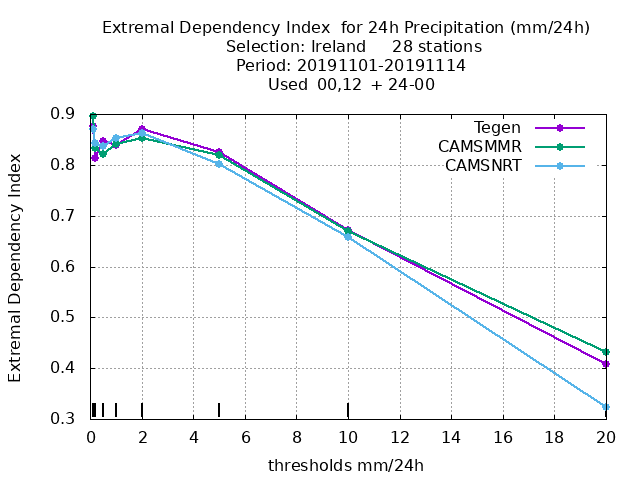 Extremal Dependency Index  for 24h Precipitation (mm/24h)
Selection: Ireland     28 stations
Period: 20191101-20191114
Used  00,12  + 24-00
Extremal Dependency Index
0.9
0.8
0.7
0.6
0.5
0.4
0.3
Tegen
CAMSMMR
CAMSNRT
0 2 4 6 8 10 12 14 16 18 20
thresholds mm/24h